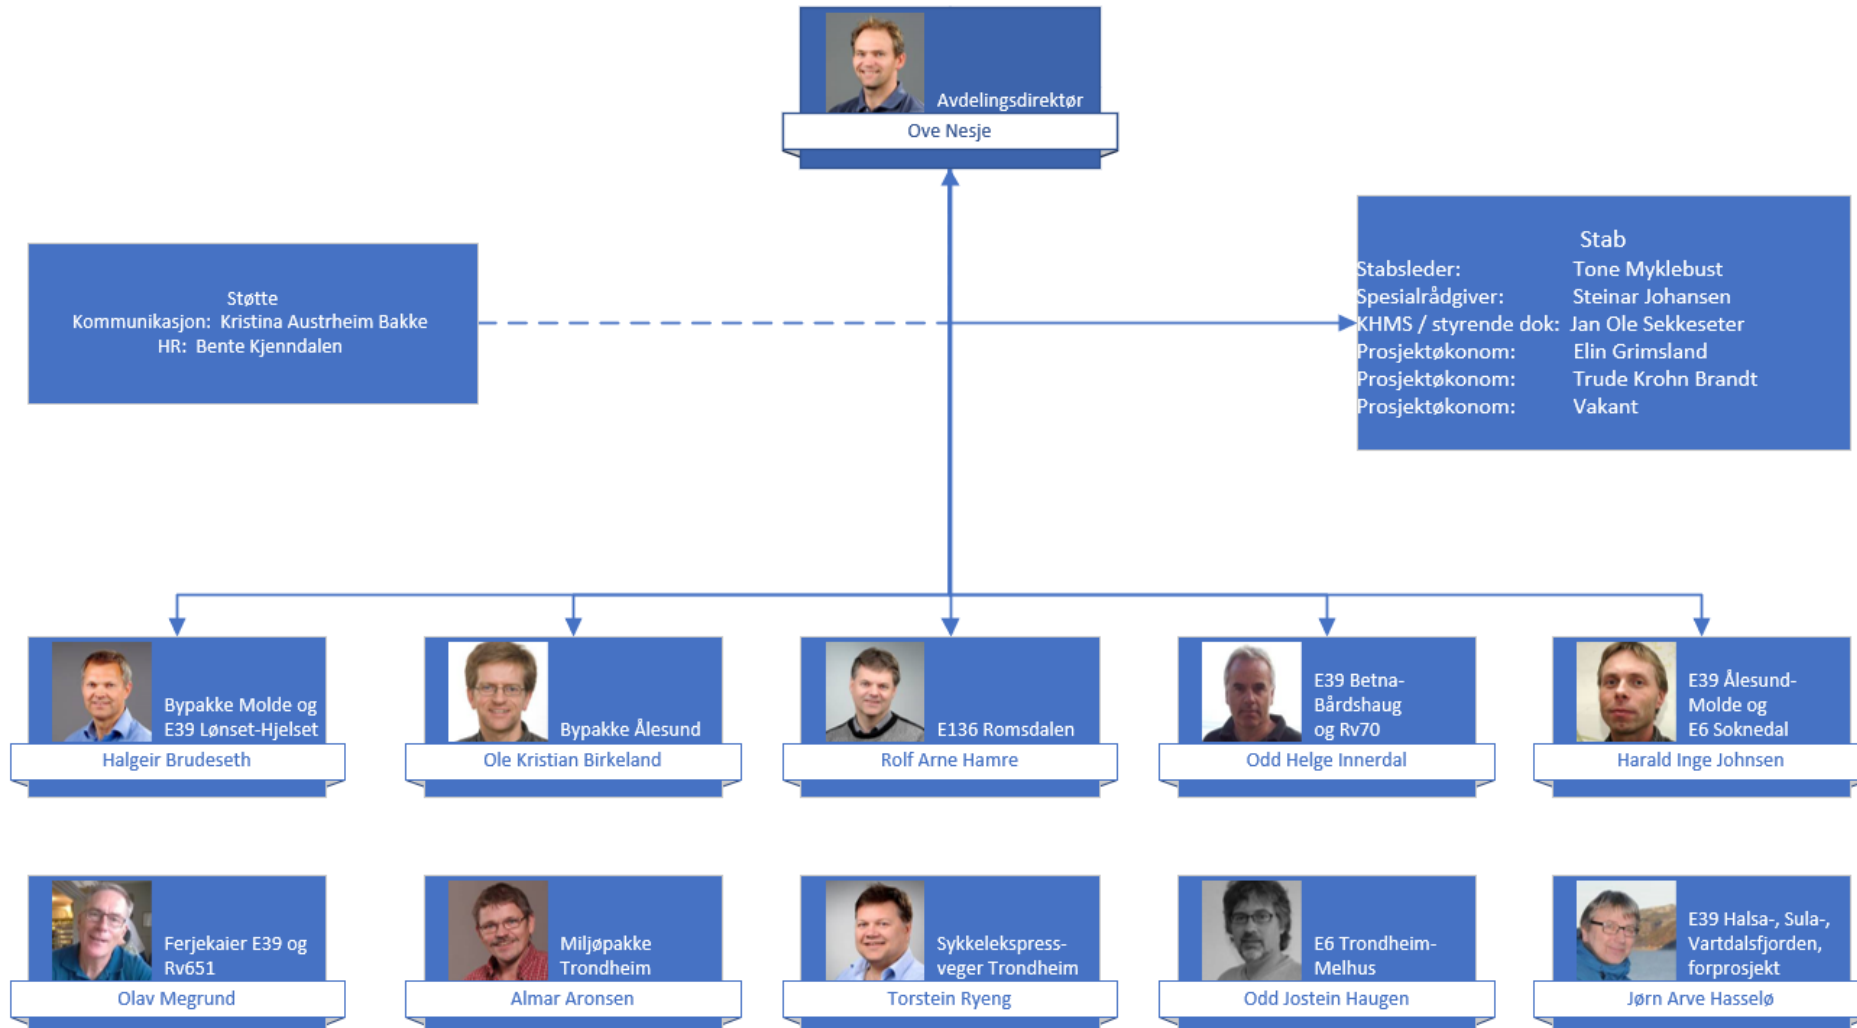 Avdelingsdirektør
Ove Nesje
Støtte
Kommunikasjon: Kristina Austrheim Bakke
HR: Bente Kjenndalen
Stab
Stabsleder: Tone Myklebust
Spesialrådgiver: Steinar Johansen
KHMS / styrende dok: Jan Ole Sekkeseter
Prosjektøkonom: Elin Grimsland
Prosjektøkonom: Trude Krohn Brandt
Prosjektøkonom: Vakant
Bypakke Molde og
E39 Lønset-Hjelset
Halgeir Brudeseth
Bypakke Ålesund
Ole Kristian Birkeland
E136 Romsdalen
Rolf Arne Hamre
E39 Betna-
Bårdshaug
og Rv70
Odd Helge Innerdal
E39 Ålesund-
Molde og
E6 Soknedal
Harald Inge Johnsen
Ferjekaier E39 og
Rv651
Olav Megrund
Miljøpakke
Trondheim
Almar Aronsen
Sykkelekspress-
veger Trondheim
Torstein Ryeng
E6 Trondheim-
Melhus
Odd Jostein Haugen
E39 Halsa-, Sula-,
Vartdalsfjorden,
forprosjekt
Jørn Arve Hasselø